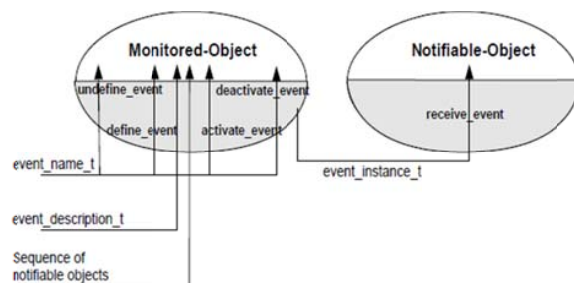 Monitored-Object
Notifiable-Object
undefine_event
deactivate_event
define_event
activate_event
receive_event
event_name_t
event_instance_t
event_description_t
Sequence of
notifiable objects